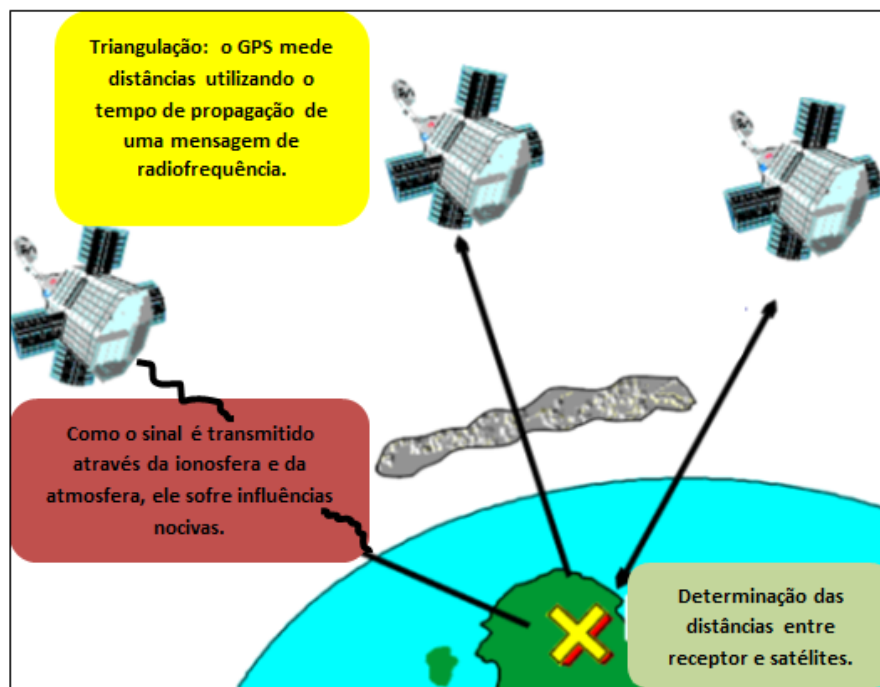 Triangulação: o GPS mede
distâncias utilizando o
tempo de propagação de
uma mensagem de
radiofrequência.
Como o sinal é transmitido
através da ionosfera e da
atmosfera, ele sofre influências
nocivas.
Determinação das
distâncias entre
receptor e satélites.